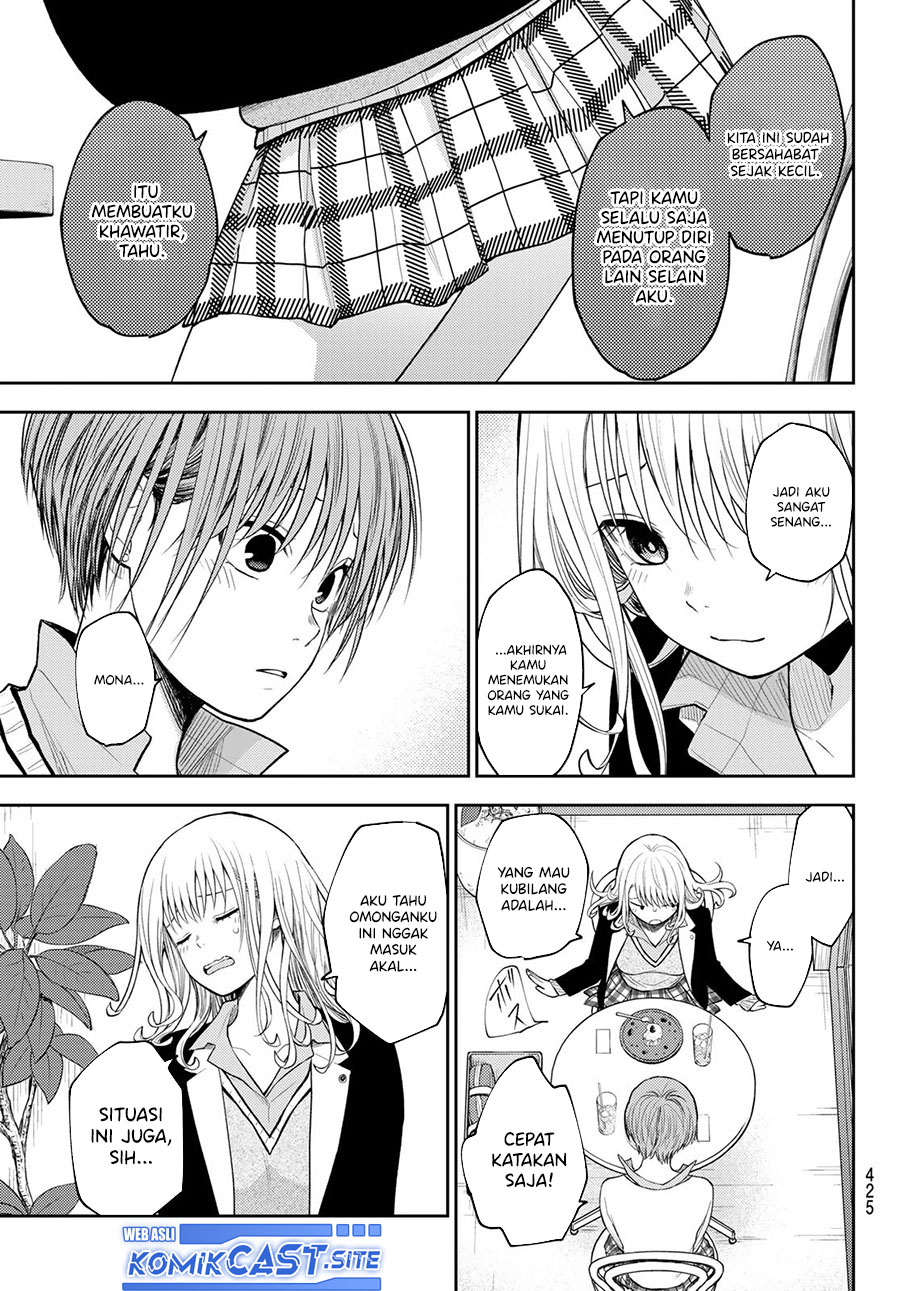 KITA INI SUDAH
BERSAHABAT
SEJAK KECIL.
TAPI KAMU
SELALU SAJA
MENUTUP DIRI
PADA ORANG
LAIN SELAIN
AKU.
ITU
MEMBUATKU
KHAWATIR,
TAHU.
JADI AKU
SANGAT
SENANG...
...AKHIRNYA
KAMU
MENEMUKAN
ORANG YANG
KAMU SUKAI.
MONA...
JADI...
YA...
YANG MAU
KUBILANG
ADALAH...
CEPAT
KATAKAN
SAJA!
AKU TAHU
OMONGANKU
INI NGGAK
MASUK
AKAL...
SITUASI
INI JUGA,
SIH...
425
WEB ASLI
KOMIKCAST.SITE